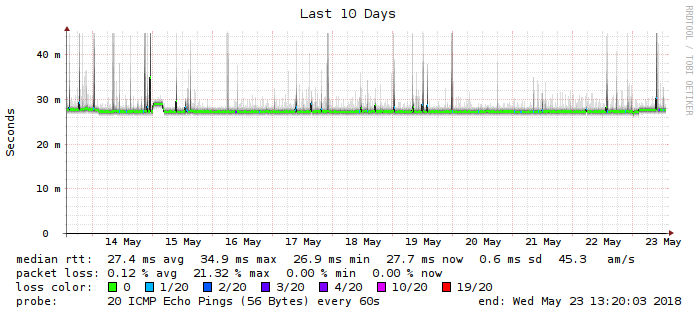 Last 10 Days
RRDTOOL / TOBI OETIKER
Seconds
40 m
30 m
20 m
10 m
0
14 May 15 May 16 May 17 May 18 May 19 May 20 May 21 May 22 May 23 May
median rtt: 27.4 ms avg 34.9 ms max 26.9 ms min 27.7 ms now 0.6 ms sd 45.3 am/s
packet loss: 0.12 % avg 21.32 % max 0.00 % min 0.00 % now
loss color: 0 1/20 2/20 3/20 4/20 10/20 19/20
probe: 20 ICMP Echo Pings (56 Bytes) every 60s end: Wed May 23 13:20:03 2018